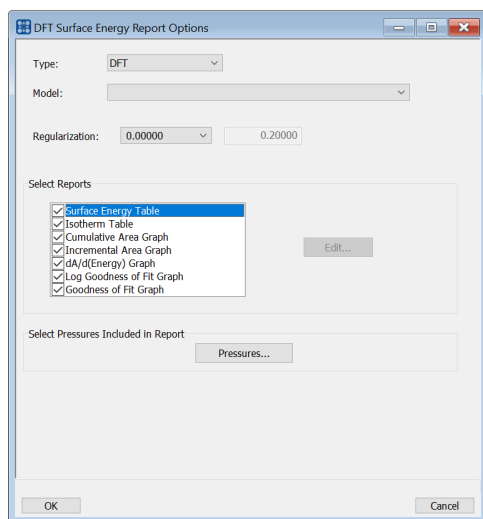 DFT Surface Energy Report Options
Type: DFT
Model:
Regularization: 0.00000 0.20000
Select Reports
Surface Energy Table
Isotherm Table
Cumulative Area Graph
Incremental Area Graph
dA/d(Energy) Graph
Log Goodness of Fit Graph
Goodness of Fit Graph
Edit...
Select Pressures Included in Report
Pressures...
OK Cancel